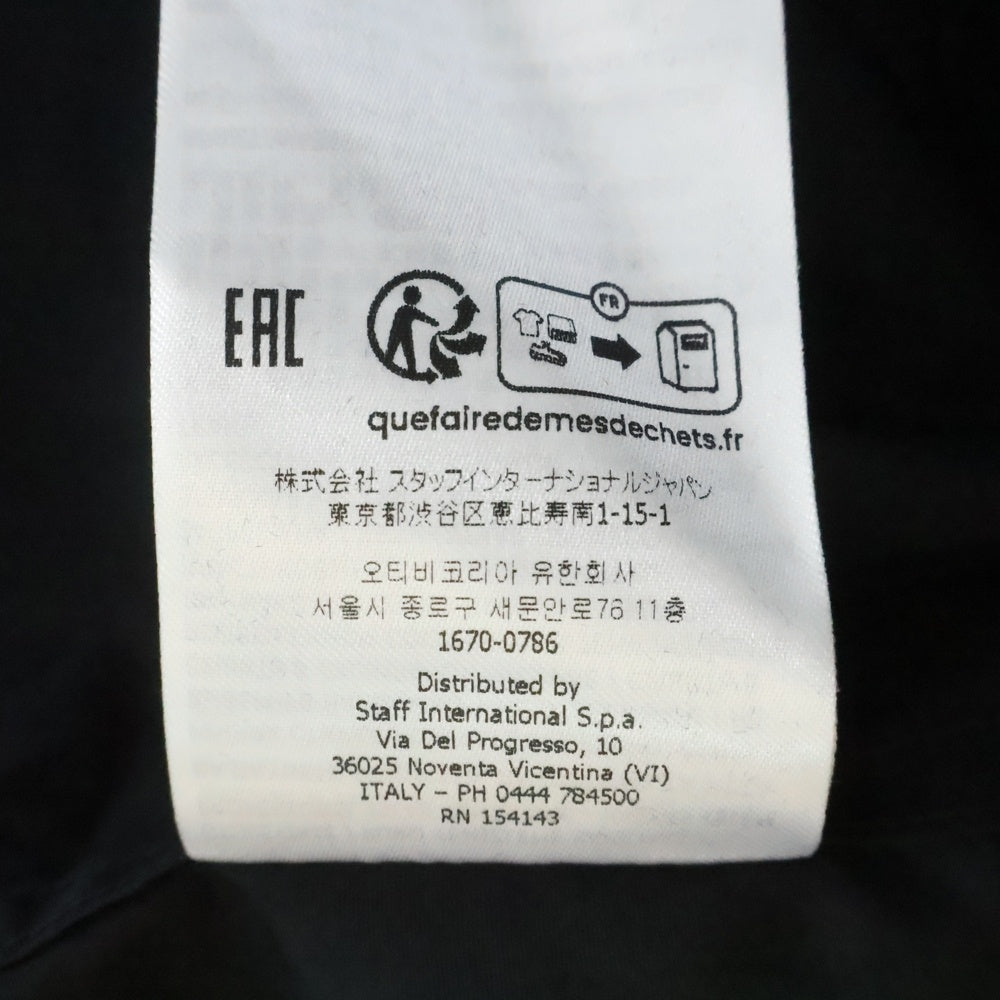 EAC
FR
quefairedemesdechets.fr
株式会社 スタッフインターナショナルジャパン
東京都渋谷区恵比寿南1-15-1
오티비코리아 유한회사
서울시 종로구 새문안로76 11층
1670-0786
Distributed by
Staff International S.p.a.
Via Del Progresso, 10
36025 Noventa Vicentina (VI)
ITALY – PH 0444 784500
RN 154143